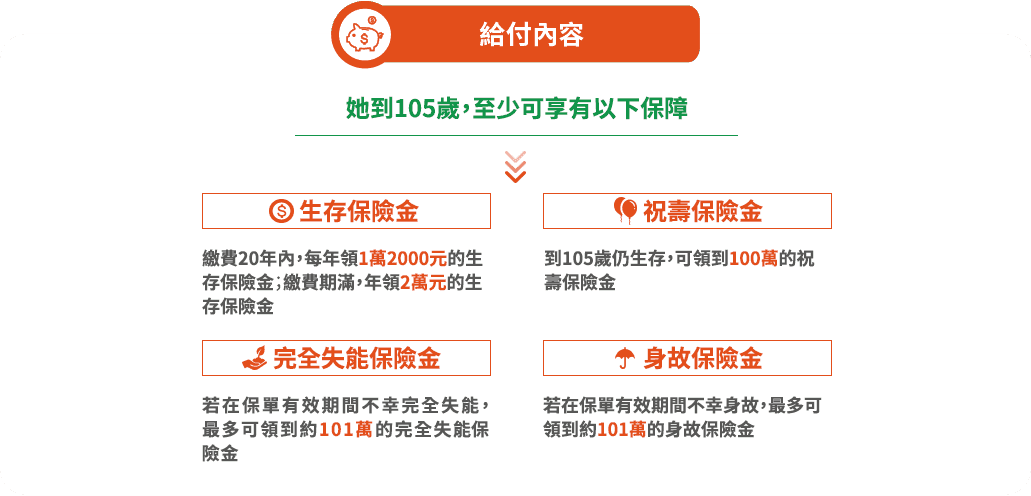 給付內容
她到105歲，至少可享有以下保障
生存保險金
繳費20年內，每年領1萬2000元的生
存保險金；繳費期滿，年領2萬元的生
存保險金
祝壽保險金
到105歲仍生存，可領到100萬的祝
壽保險金
完全失能保險金
若在保單有效期間不幸完全失能，
最多可領到約101萬的完全失能保
險金
身故保險金
若在保單有效期間不幸身故，最多可
領到約101萬的身故保險金